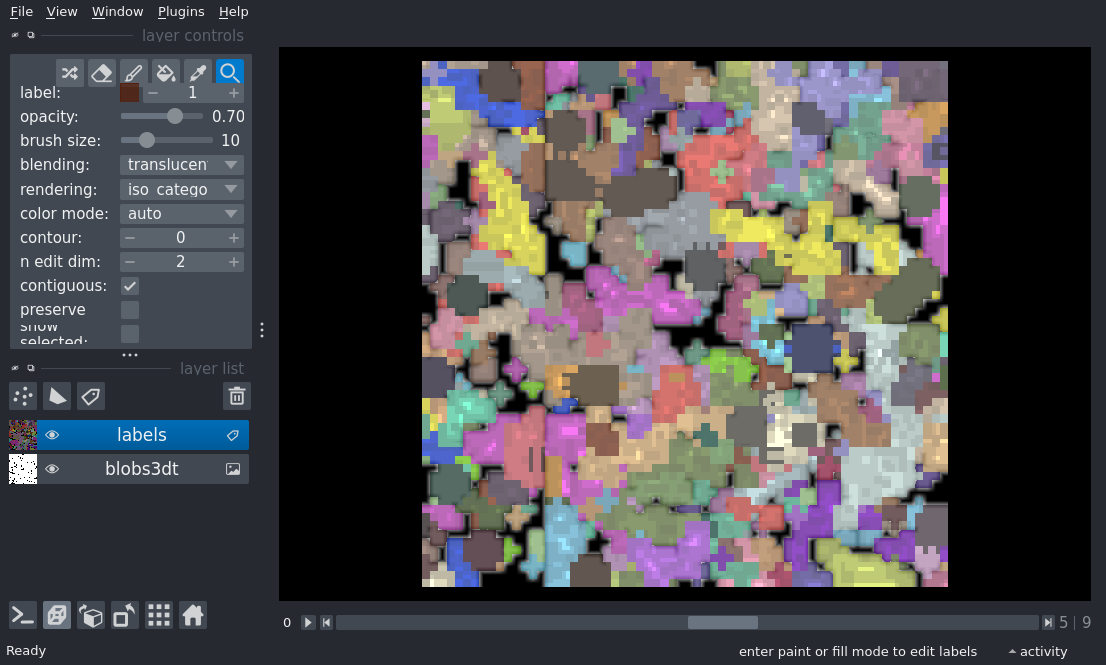 File View Window Plugins Help
layer controls
label: 1
opacity: 0.70
brush size: 10
blending: translucen
rendering: iso_catego
color mode: auto
contour: 0
n edit dim: 2
contiguous:
preserve
show
selected:
layer list
labels
blobs3dt
0 5 | 9
Ready enter paint or fill mode to edit labels activity